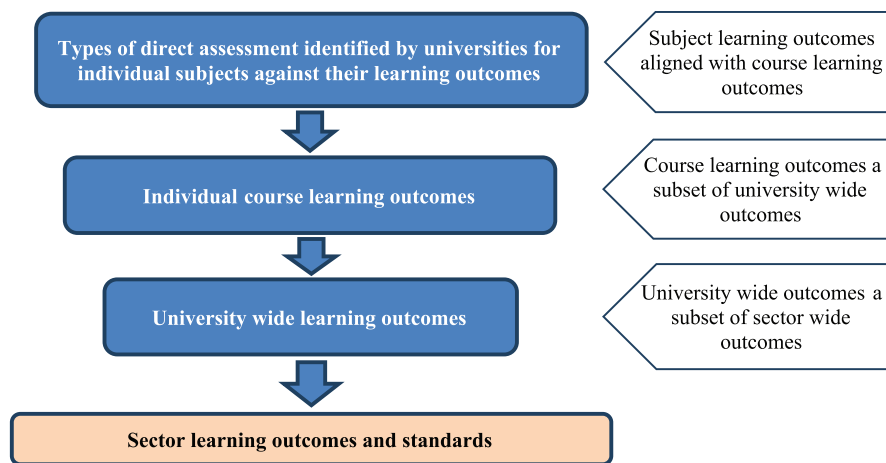 Types of direct assessment identified by universities for
individual subjects against their learning outcomes
Subject learning outcomes
aligned with course learning
outcomes
Individual course learning outcomes
Course learning outcomes a
subset of university wide
outcomes
University wide learning outcomes
University wide outcomes a
subset of sector wide
outcomes
Sector learning outcomes and standards